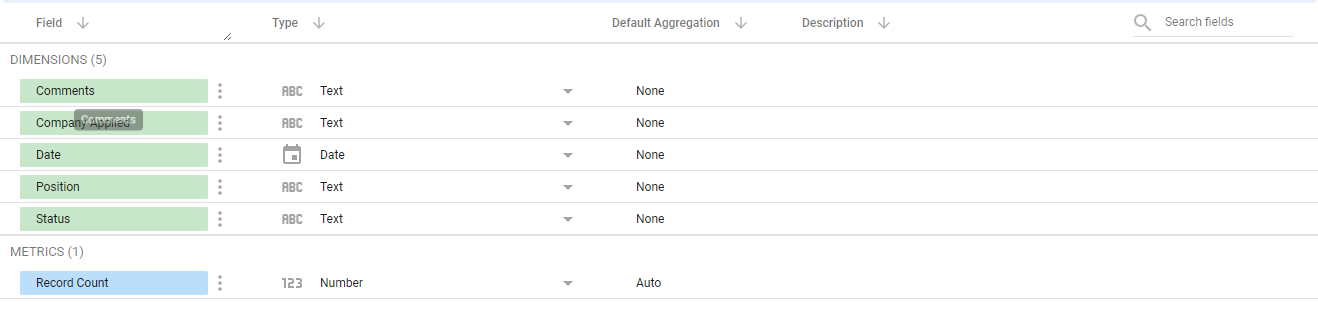 Field Type Default Aggregation Description Search fields
DIMENSIONS (5)
Comments ABC Text None
Comments
Company Applied ABC Text None
Date Date None
Position ABC Text None
Status ABC Text None
METRICS (1)
Record Count 123 Number Auto